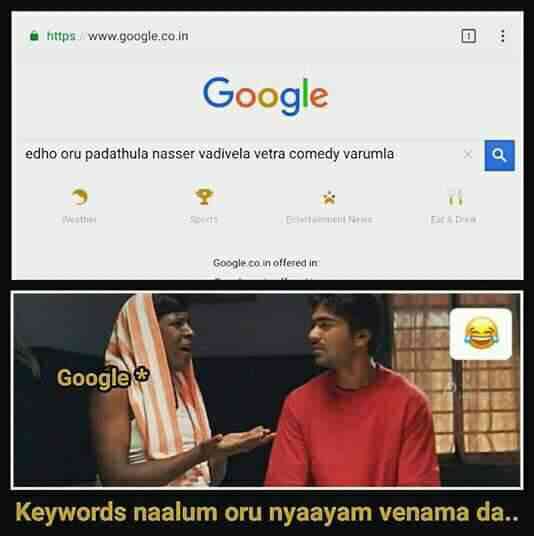 https://www.google.co.in
1
Google
edho oru padathula nasser vadivela vetra comedy varumla
Weather
Sports
Entertainment News
Eat & Drink
Google.co.in offered in:
Google *
Keywords naalum oru nyaayam venama da..